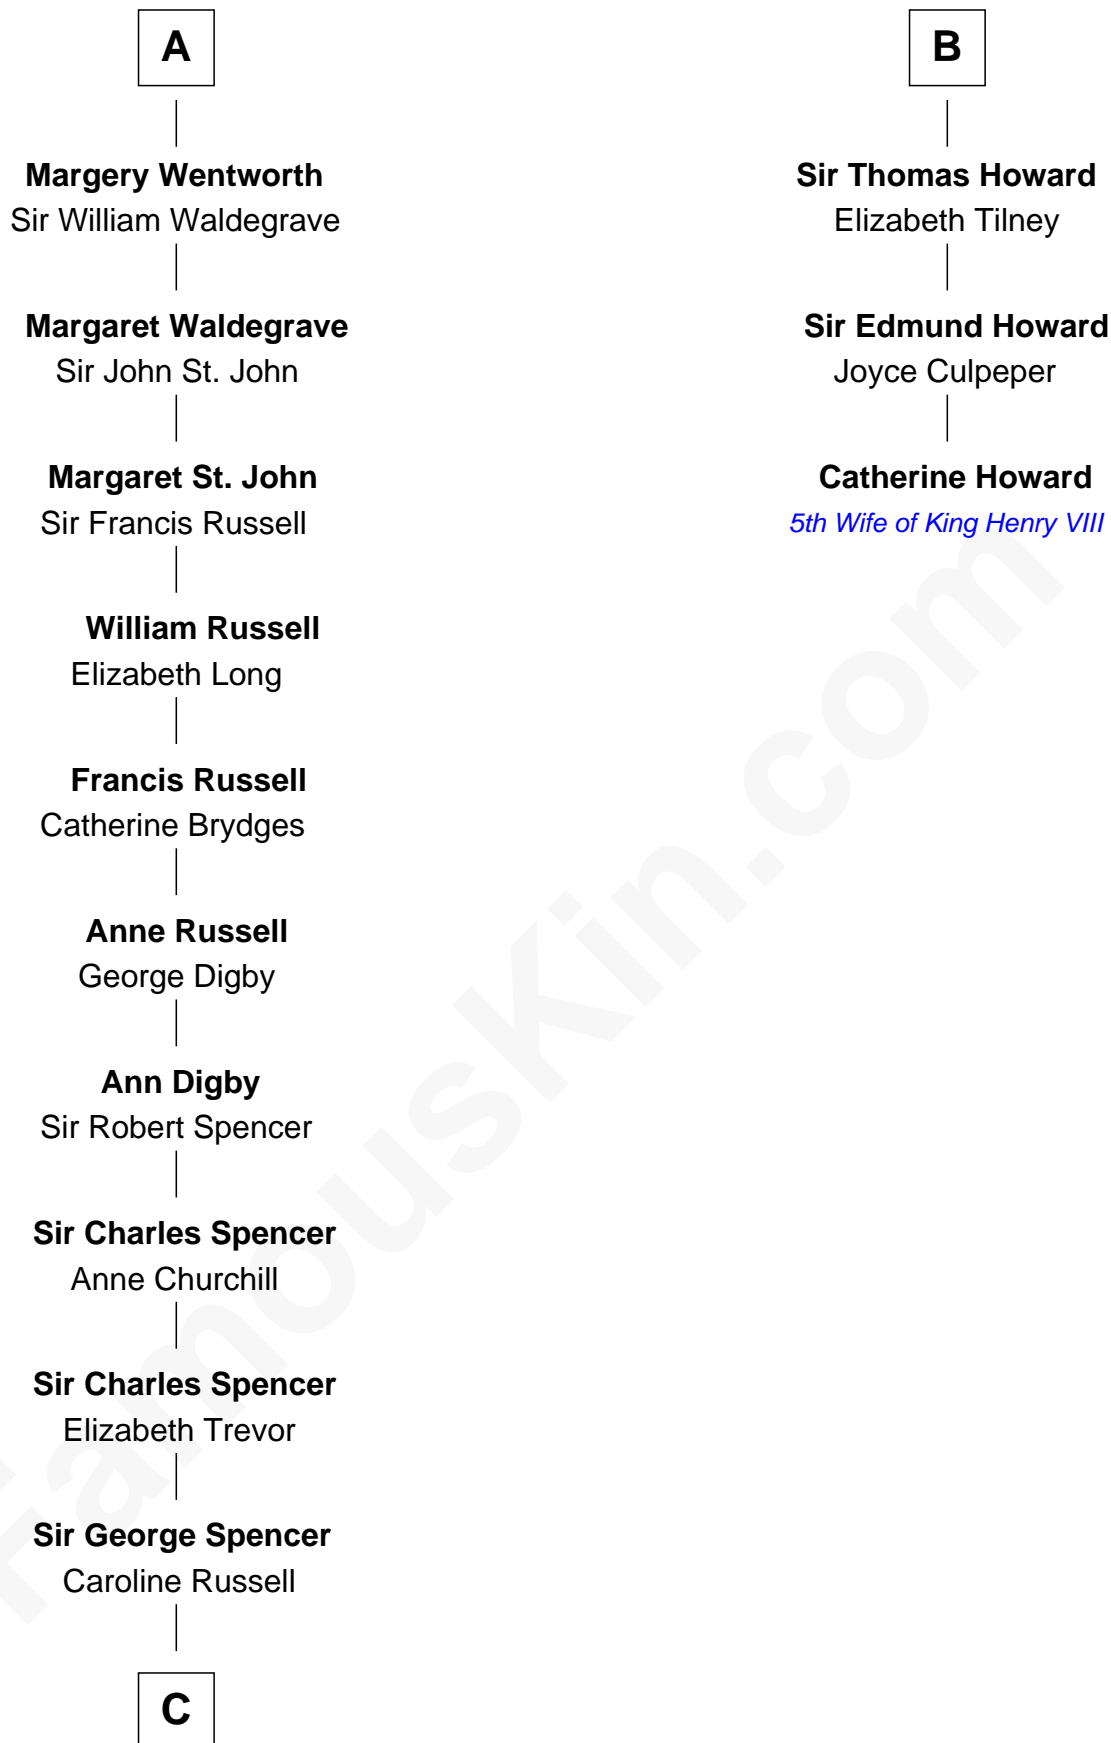 A
Margery Wentworth
Sir William Waldegrave
Margaret Waldegrave
Sir John St. John
Margaret St. John
Sir Francis Russell
William Russell
Elizabeth Long
Francis Russell
Catherine Brydges
Anne Russell
George Digby
Ann Digby
Sir Robert Spencer
Sir Charles Spencer
Anne Churchill
Sir Charles Spencer
Elizabeth Trevor
Sir George Spencer
Caroline Russell
C
B
Sir Thomas Howard
Elizabeth Tilney
Sir Edmund Howard
Joyce Culpeper
Catherine Howard
5th Wife of King Henry VIII
FamousKin.com